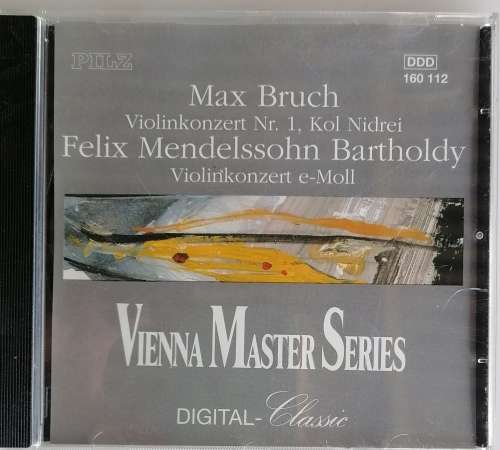 PILZ
DDD
160 112
Max Bruch
Violinkonzert Nr. 1, Kol Nidrei
Felix Mendelssohn Bartholdy
Violinkonzert e-Moll
VIENNA MASTER SERIES
DIGITAL-Classic